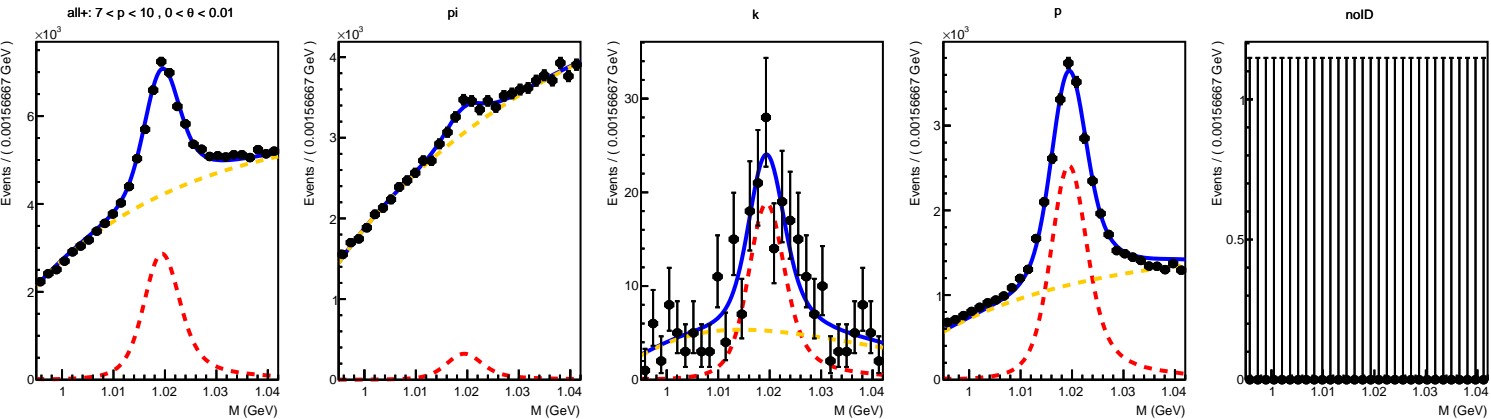 all+: 7 < p < 10 , 0 < θ < 0.01
×10³
Events / ( 0.00156667 GeV )
6
4
2
0
1 1.01 1.02 1.03 1.04
M (GeV)
pi
×10³
Events / ( 0.00156667 GeV )
4
3
2
1
0
1 1.01 1.02 1.03 1.04
M (GeV)
k
Events / ( 0.00156667 GeV )
30
20
10
0
1 1.01 1.02 1.03 1.04
M (GeV)
p
×10³
Events / ( 0.00156667 GeV )
3
2
1
0
1 1.01 1.02 1.03 1.04
M (GeV)
noID
Events / ( 0.00156667 GeV )
1
0.5
0
1 1.01 1.02 1.03 1.04
M (GeV)